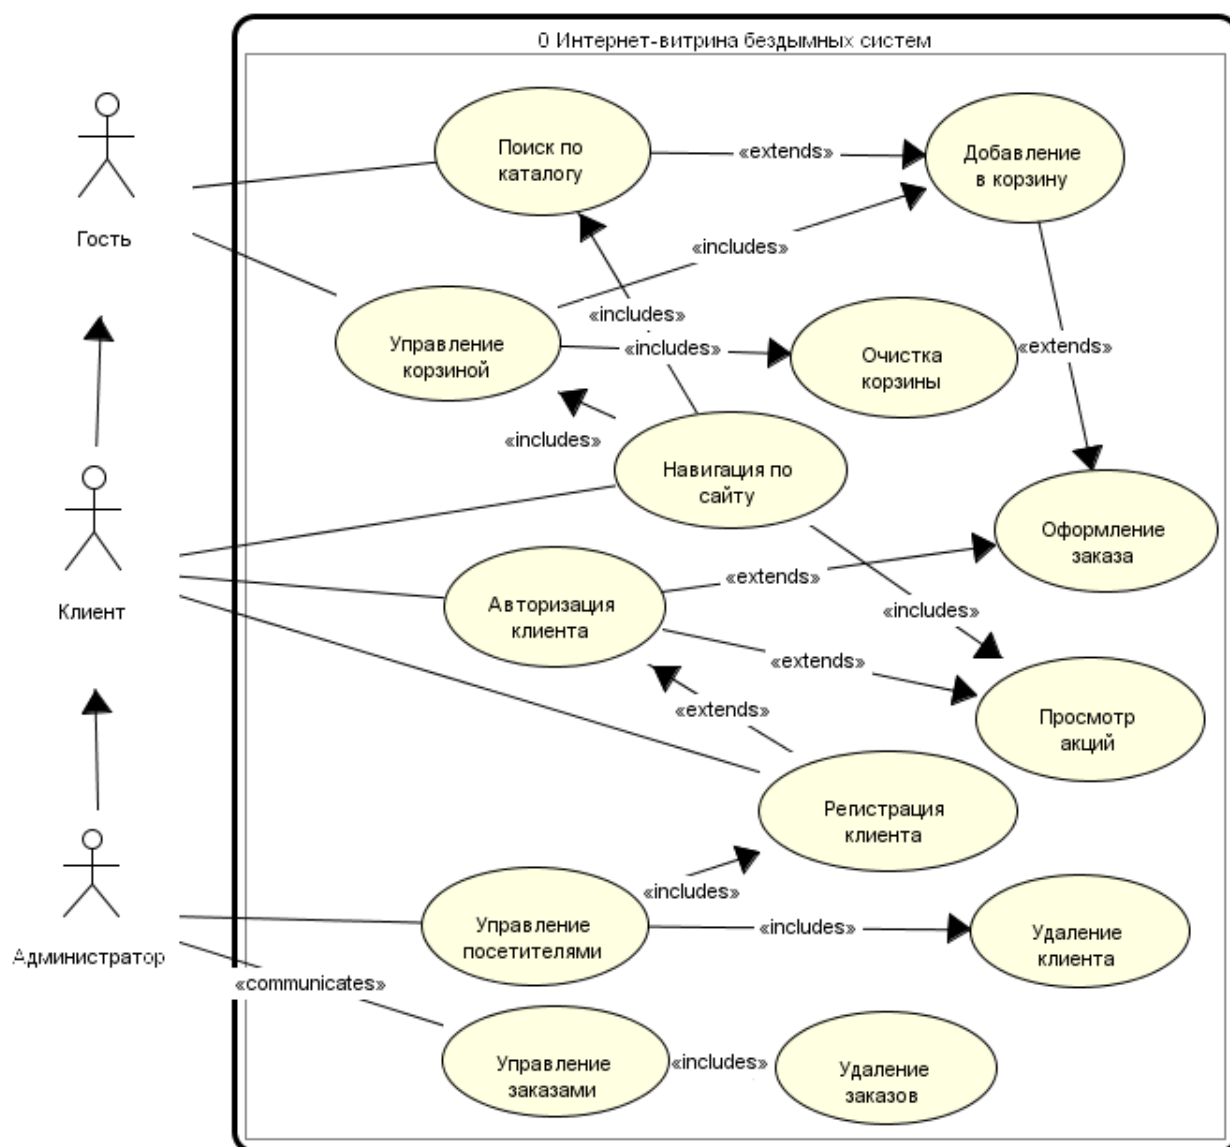 0 Интернет-витрина бездымных систем
Поиск по
каталогу
«extends»
Добавление
в корзину
Гость
«includes»
«includes»
Управление
корзиной
«includes»
Очистка
корзины
«extends»
«includes»
Навигация по
сайту
Оформление
заказа
Клиент
Авторизация
клиента
«extends»
«includes»
«extends»
«extends»
Просмотр
акций
Регистрация
клиента
«includes»
Администратор
Управление
посетителями
«includes»
Удаление
клиента
«communicates»
Управление
заказами
«includes»
Удаление
заказов